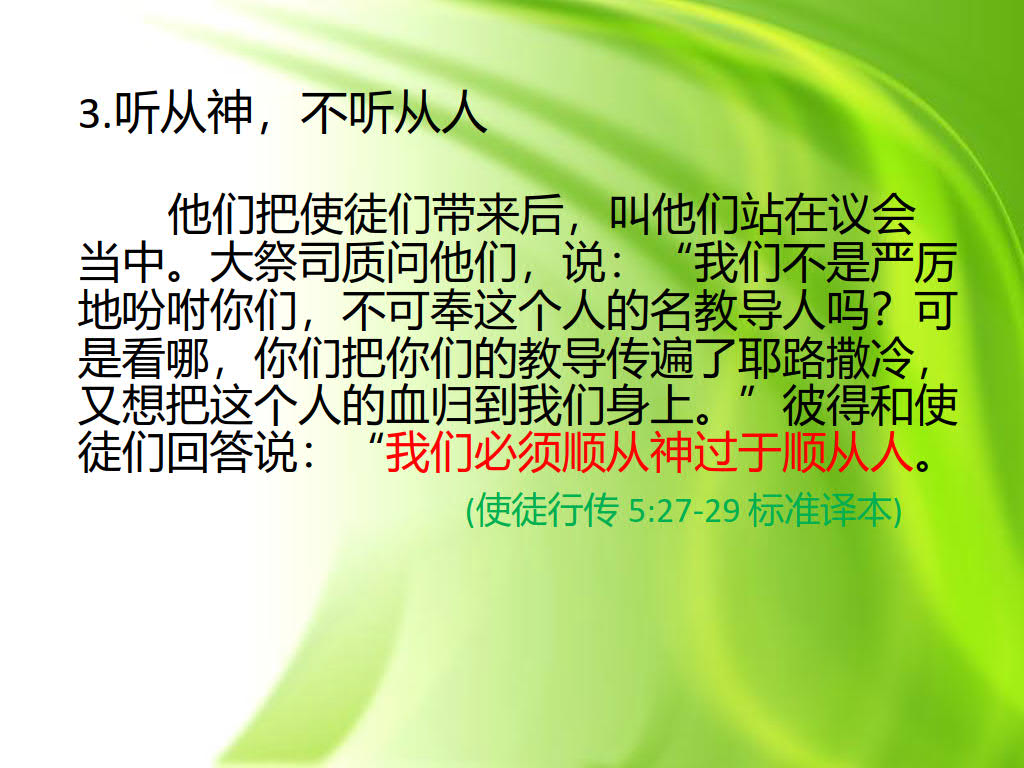 3.听从神，不听从人
他们把使徒们带来后，叫他们站在议会
当中。大祭司质问他们，说：“我们不是严厉
地吩咐你们，不可奉这个人的名教导人吗？可
是看哪，你们把你们的教导传遍了耶路撒冷，
又想把这个人的血归到我们身上。”彼得和使
徒们回答说：“我们必须顺从神过于顺从人。
(使徒行传 5:27-29 标准译本)